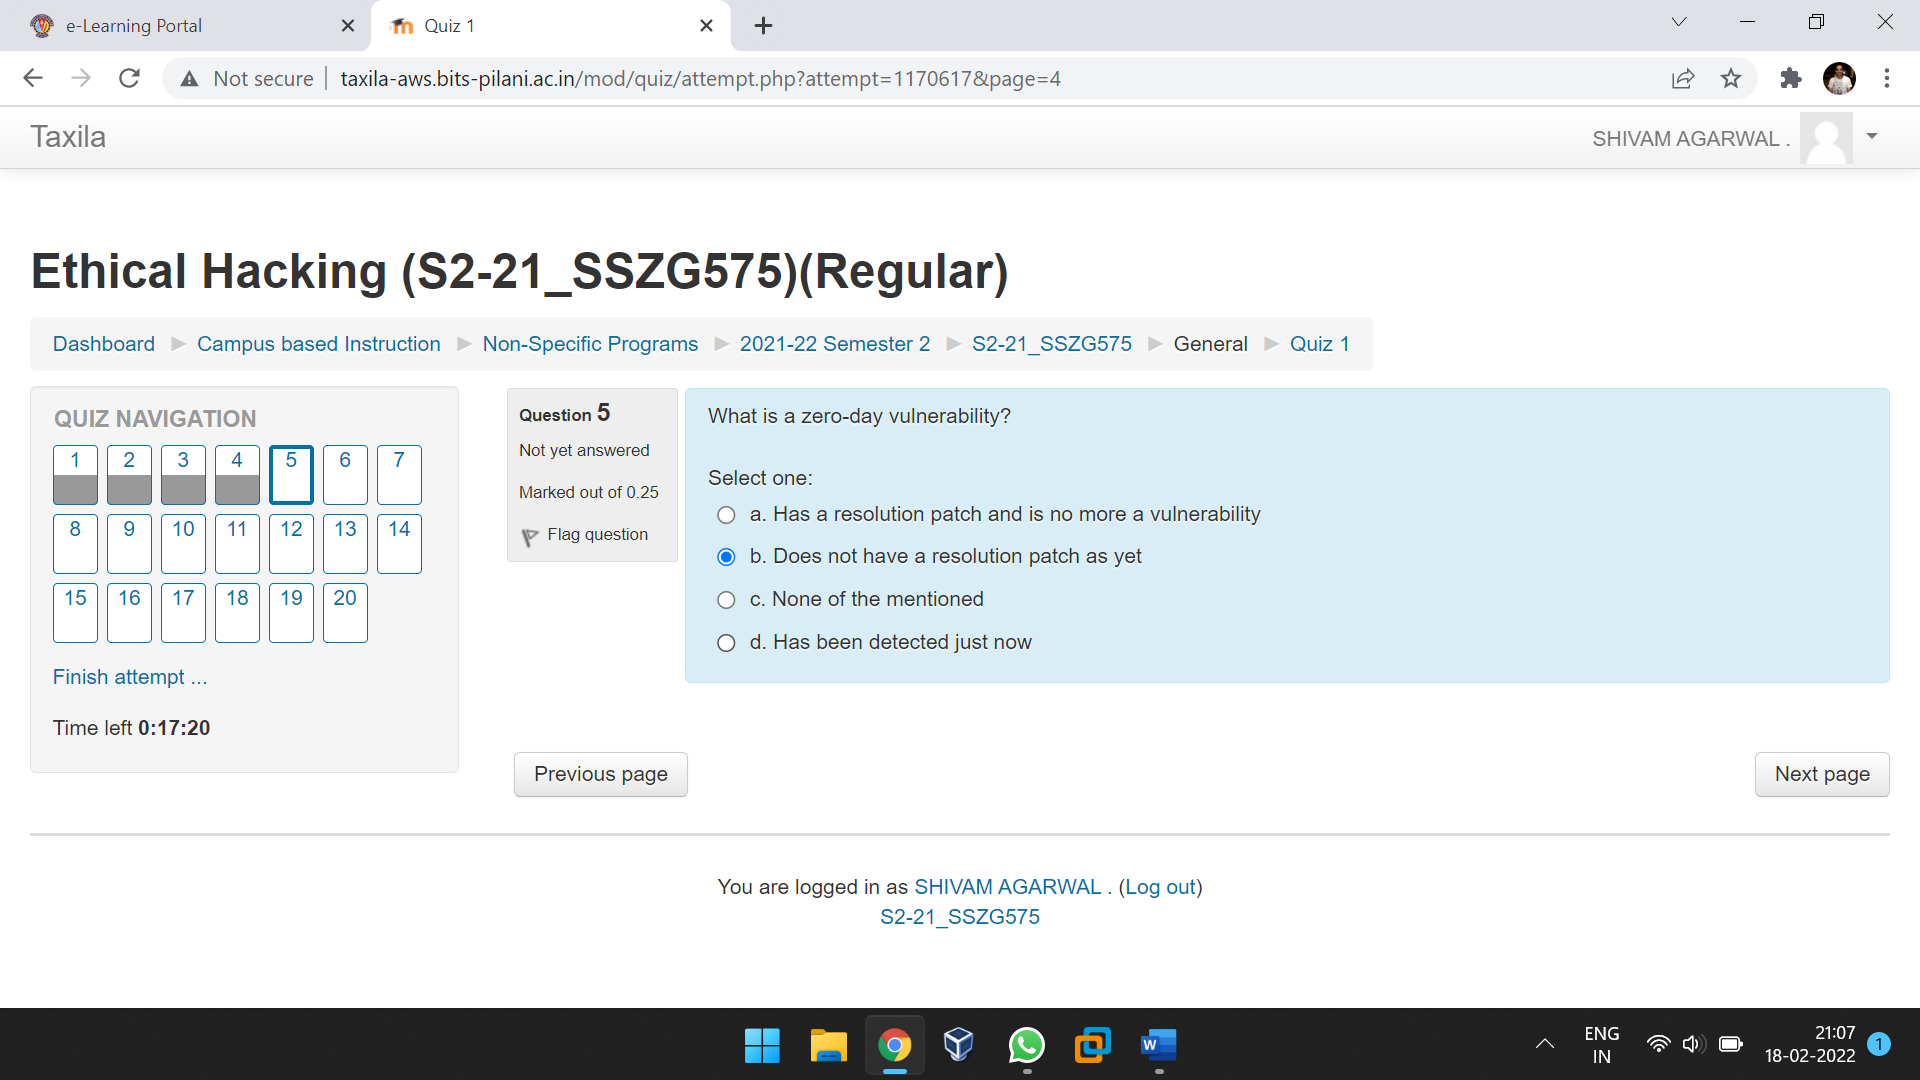 e-Learning Portal
Quiz 1
Not secure
taxila-aws.bits-pilani.ac.in/mod/quiz/attempt.php?attempt=1170617&page=4
Taxila
SHIVAM AGARWAL .
Ethical Hacking (S2-21_SSZG575)(Regular)
Dashboard ► Campus based Instruction ► Non-Specific Programs ► 2021-22 Semester 2 ► S2-21_SSZG575 ► General ► Quiz 1
QUIZ NAVIGATION
1 2 3 4 5 6 7
8 9 10 11 12 13 14
15 16 17 18 19 20
Finish attempt ...
Time left 0:17:20
Question 5
Not yet answered
Marked out of 0.25
Flag question
What is a zero-day vulnerability?
Select one:
a. Has a resolution patch and is no more a vulnerability
b. Does not have a resolution patch as yet
c. None of the mentioned
d. Has been detected just now
Previous page
Next page
You are logged in as SHIVAM AGARWAL . (Log out)
S2-21_SSZG575
W
ENG
IN
21:07
18-02-2022
1